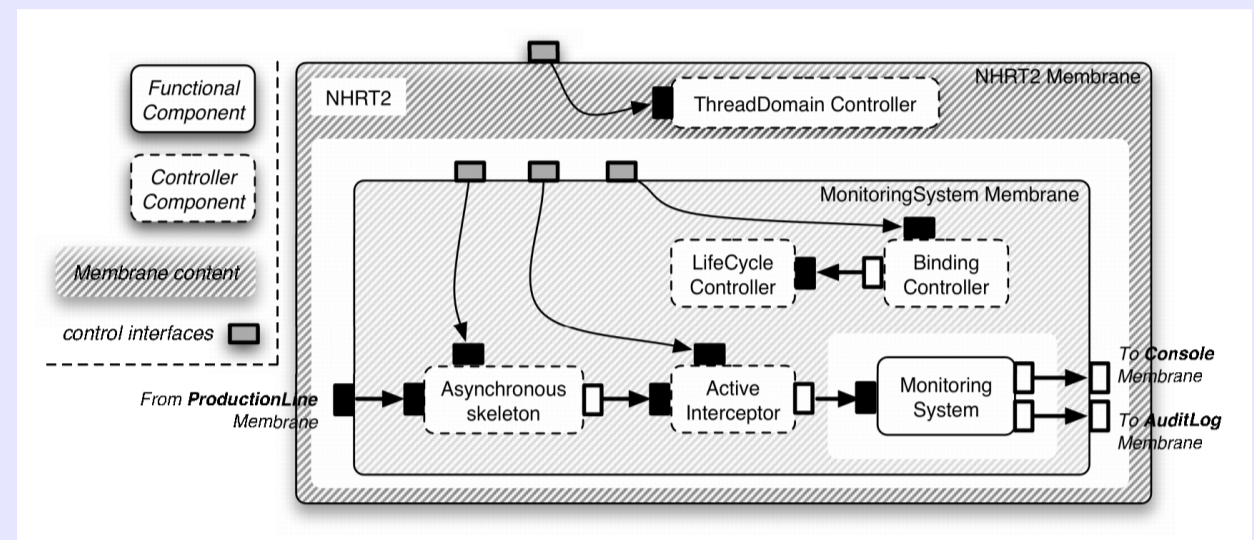 Functional
Component
Controller
Component
Membrane content
control interfaces
NHRT2
NHRT2 Membrane
ThreadDomain Controller
MonitoringSystem Membrane
LifeCycle
Controller
Binding
Controller
From ProductionLine
Membrane
Asynchronous
skeleton
Active
Interceptor
Monitoring
System
To Console
Membrane
To AuditLog
Membrane